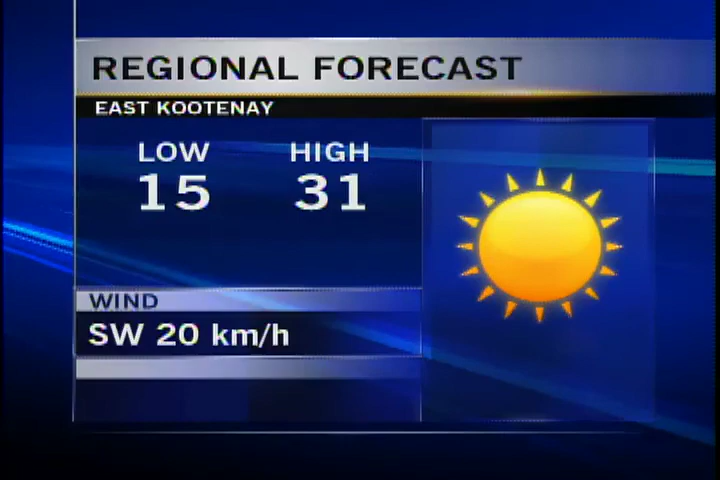 REGIONAL FORECAST
EAST KOOTENAY
LOW HIGH
15 31
WIND
SW 20 km/h